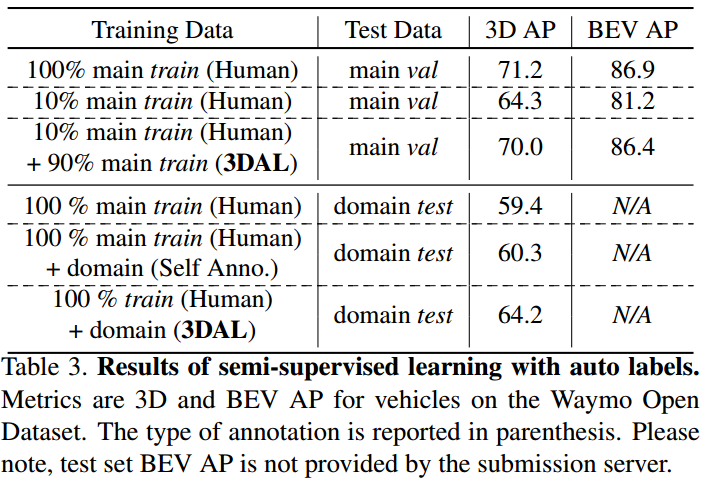 Training Data Test Data 3D AP BEV AP
100% main train (Human) main val 71.2 86.9
10% main train (Human) main val 64.3 81.2
10% main train (Human)
+ 90% main train (3DAL) main val 70.0 86.4
100 % main train (Human) domain test 59.4 N/A
100 % main train (Human)
+ domain (Self Anno.) domain test 60.3 N/A
100 % train (Human)
+ domain (3DAL) domain test 64.2 N/A
Table 3. Results of semi-supervised learning with auto labels.
Metrics are 3D and BEV AP for vehicles on the Waymo Open
Dataset. The type of annotation is reported in parenthesis. Please
note, test set BEV AP is not provided by the submission server.